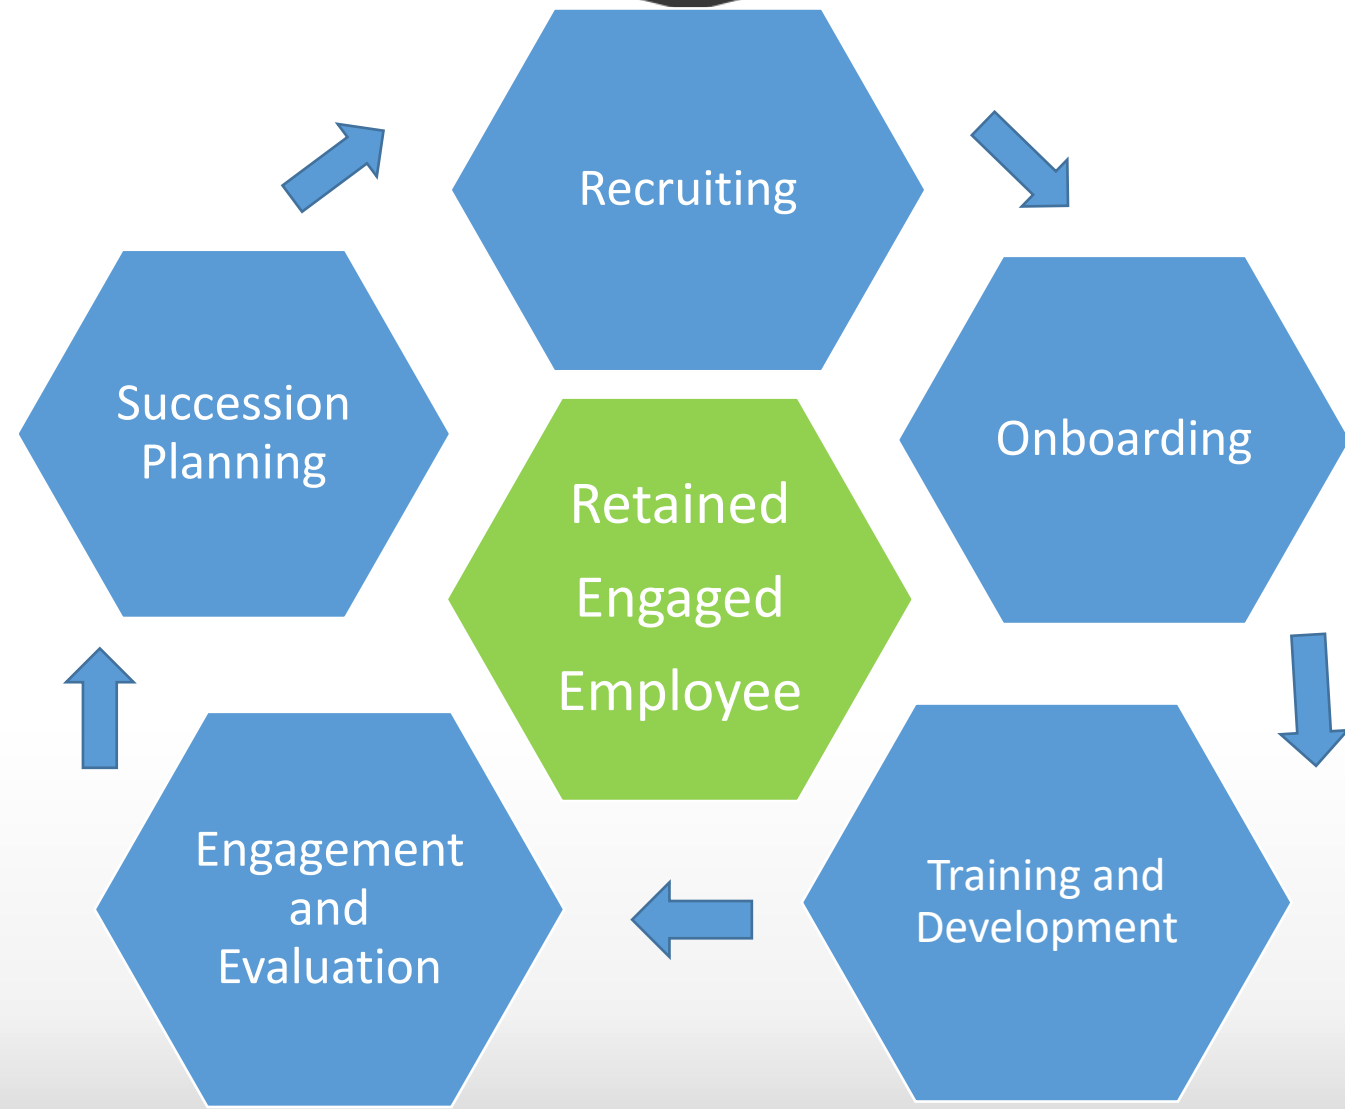 Recruiting
Onboarding
Training and
Development
Engagement
and
Evaluation
Succession
Planning
Retained
Engaged
Employee